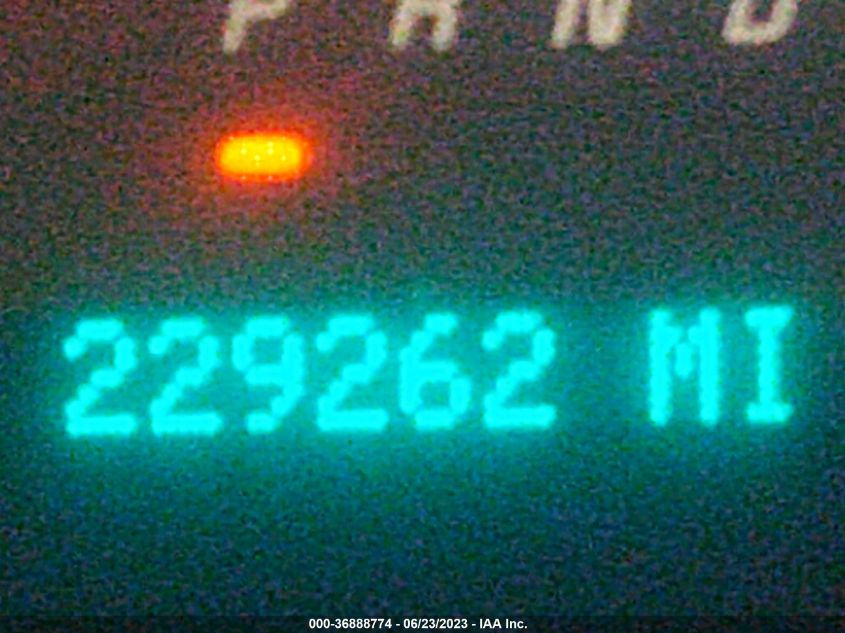 P R N D
229262 MI
000-36888774 - 06/23/2023 - IAA Inc.